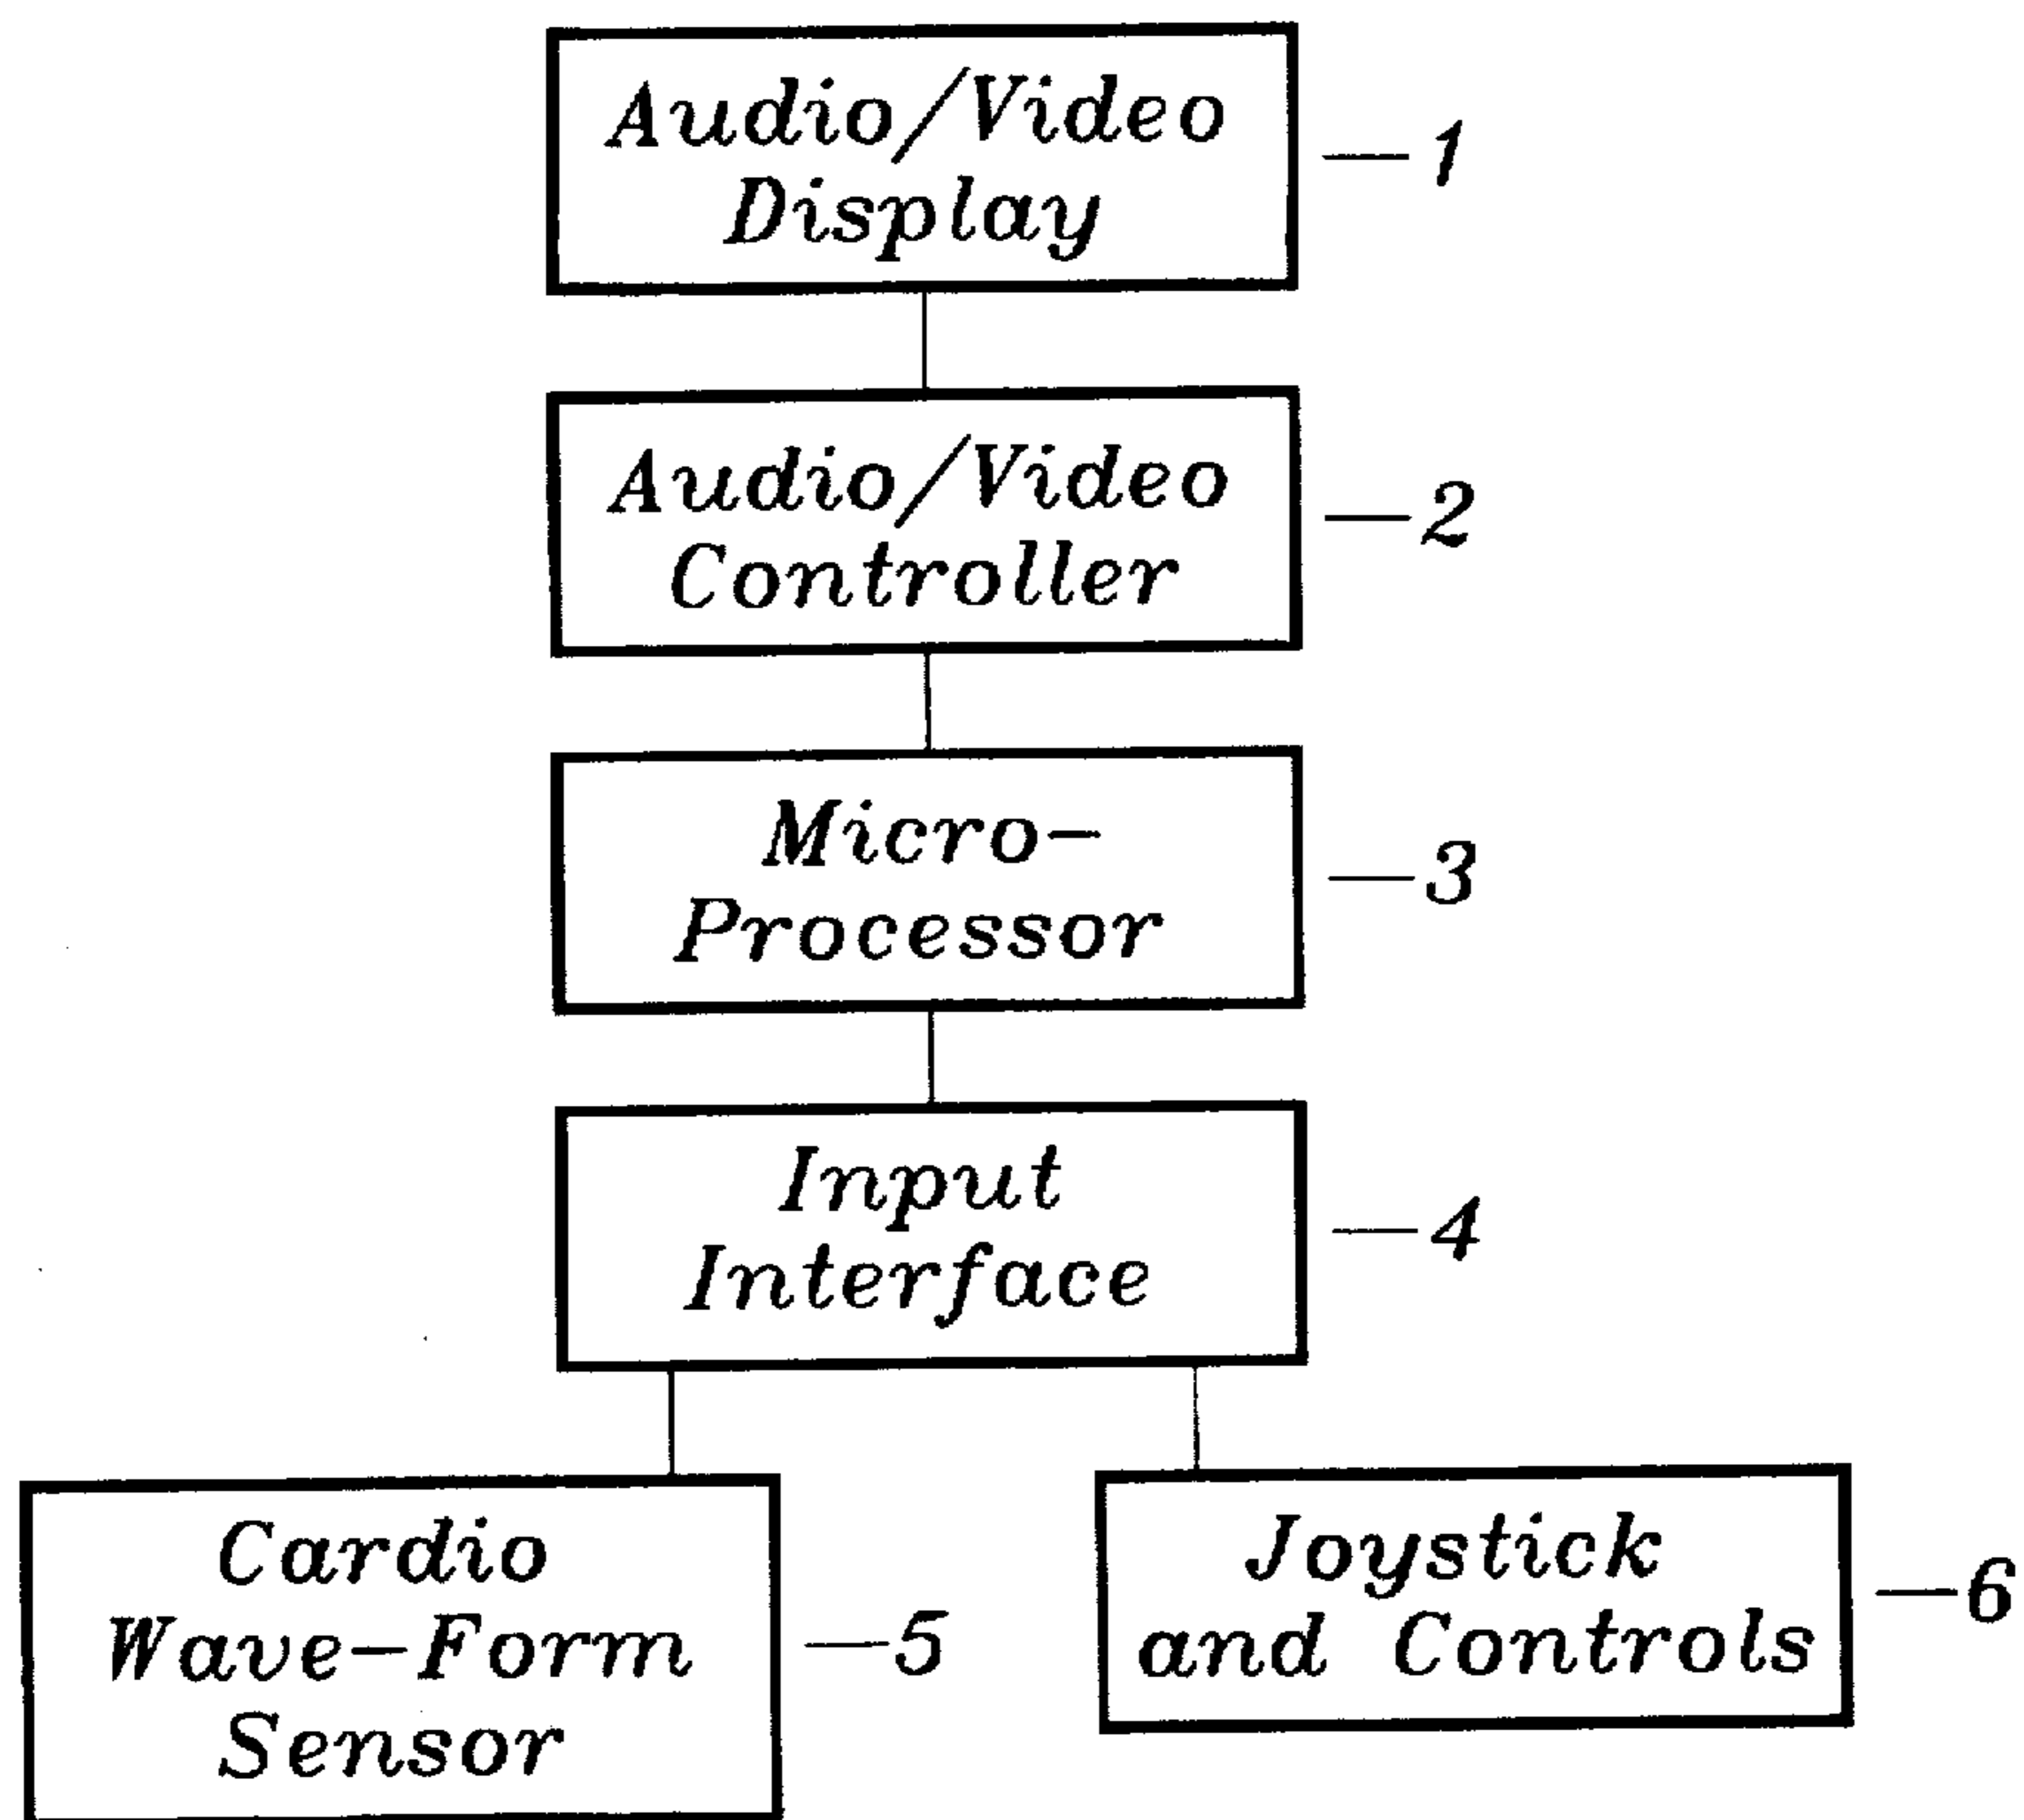 Audio/Video
Display
—1
Audio/Video
Controller
—2
Micro-
Processor
—3
Input
Interface
—4
Cardio
Wave-Form
Sensor
—5
Joystick
and Controls
—6